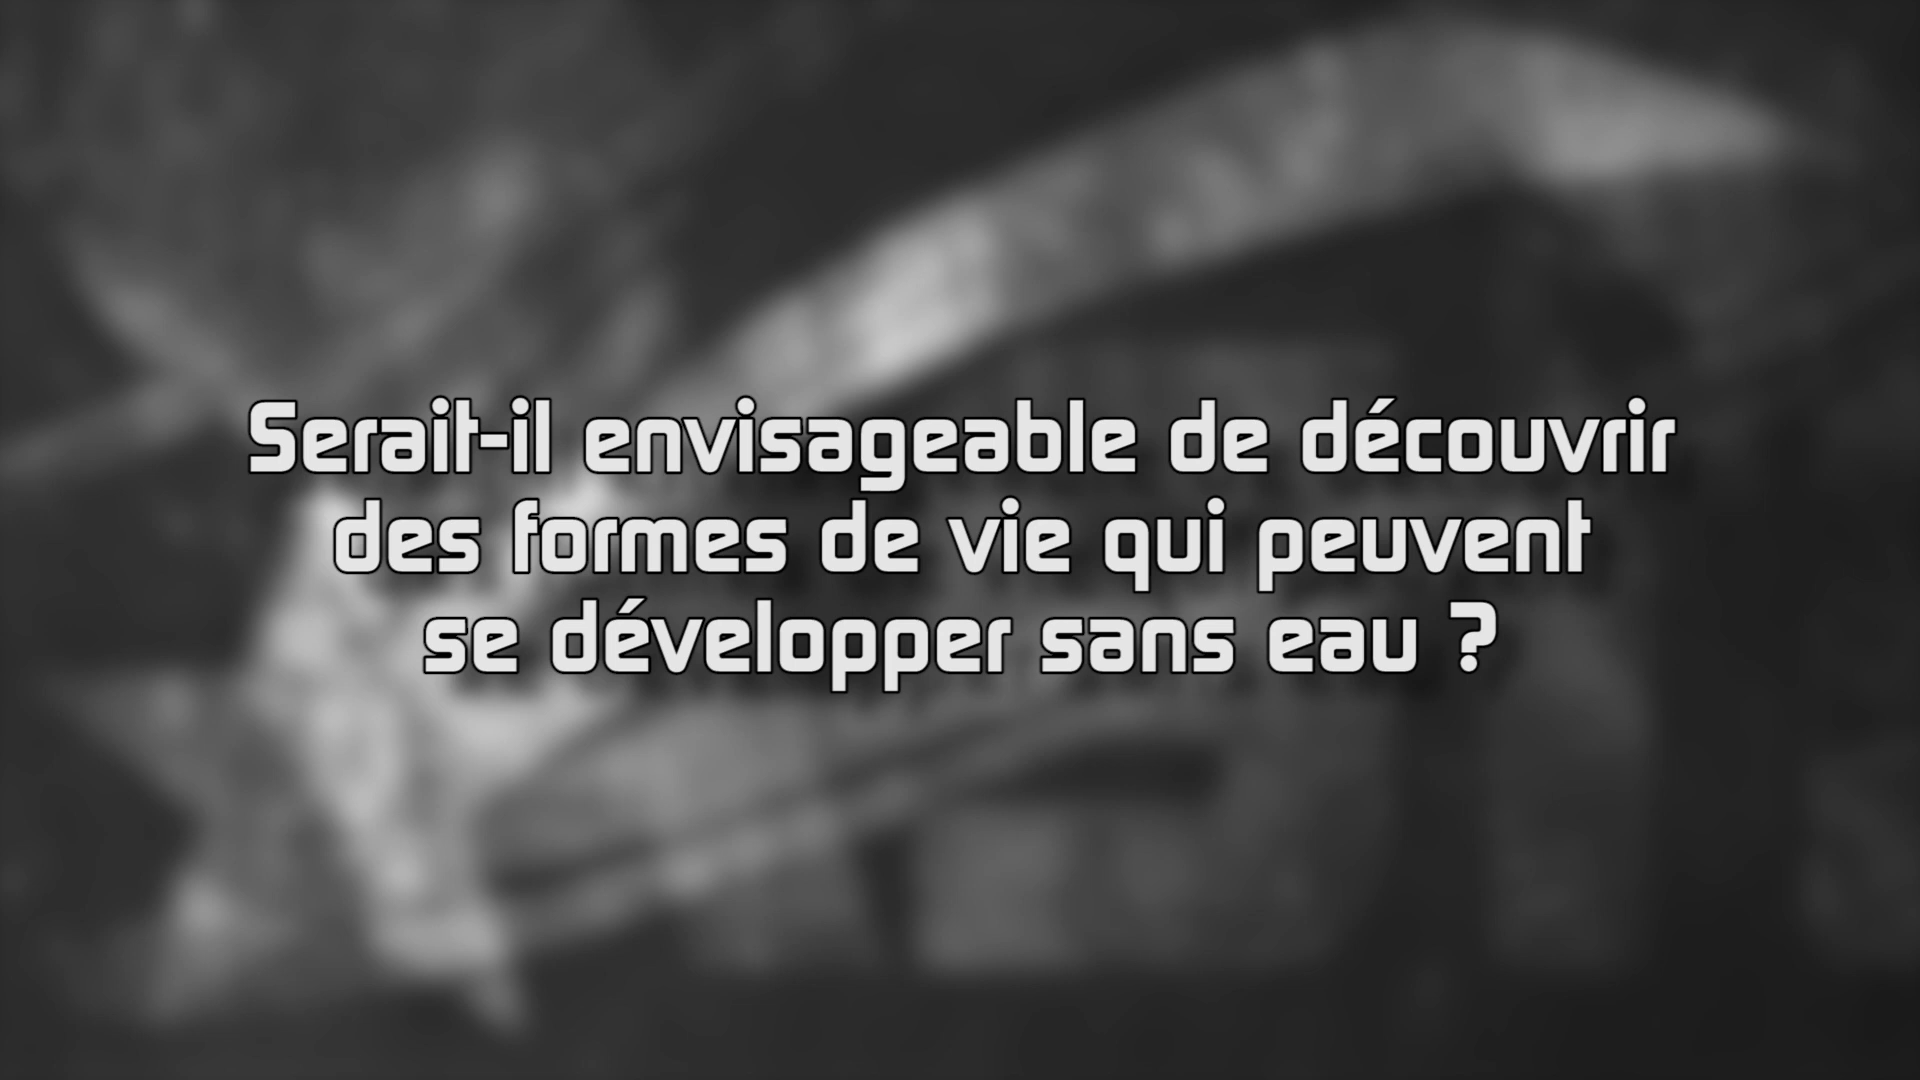 Serait-il envisageable de découvrir
des formes de vie qui peuvent
se développer sans eau ?